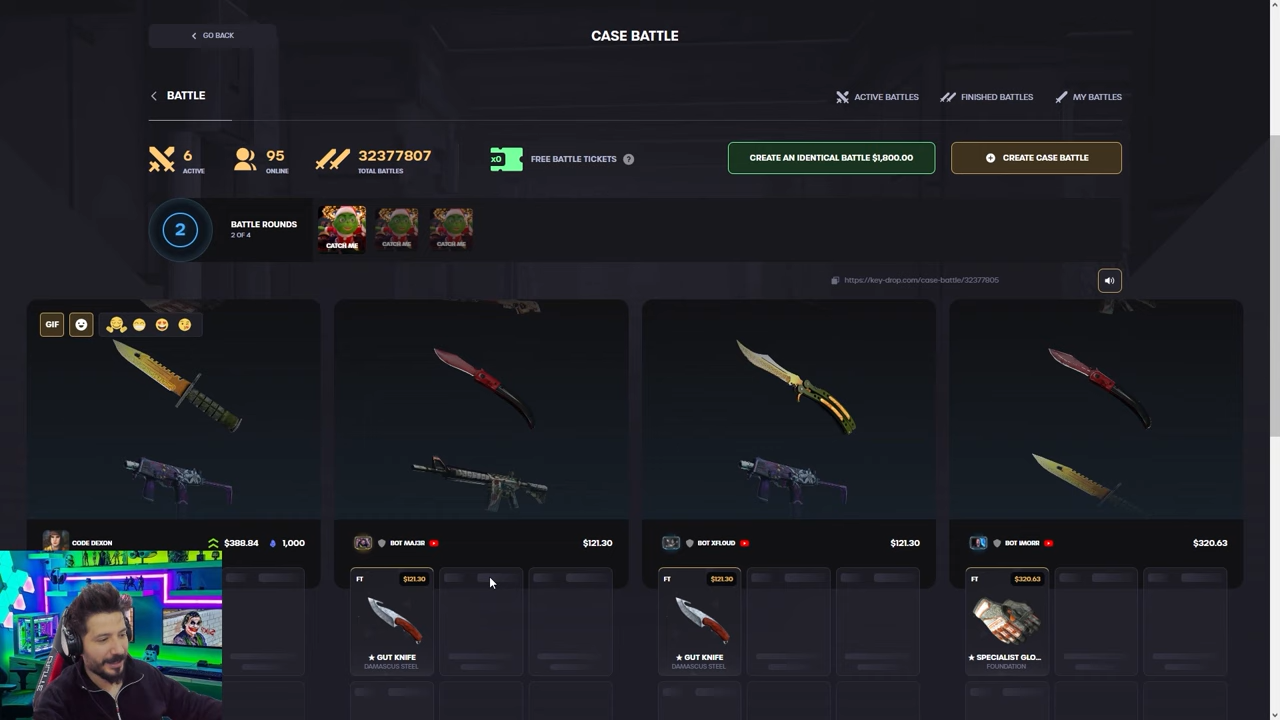 GO BACK
CASE BATTLE
BATTLE
ACTIVE BATTLES
FINISHED BATTLES
MY BATTLES
6
ACTIVE
95
ONLINE
32377807
TOTAL BATTLES
x0
FREE BATTLE TICKETS ?
CREATE AN IDENTICAL BATTLE $1,800.00
CREATE CASE BATTLE
2
BATTLE ROUNDS
2 OF 4
CATCH ME
CATCH ME
CATCH ME
https://key-drop.com/case-battle/32377805
GIF
CODE DEXON
$388.84
1,000
BOT MAJ3R
$121.30
BOT XFLOUD
$121.30
BOT IMORR
$320.63
FT
$121.30
★ GUT KNIFE
DAMASCUS STEEL
FT
$121.30
★ GUT KNIFE
DAMASCUS STEEL
FT
$320.63
★ SPECIALIST GLO...
FOUNDATION